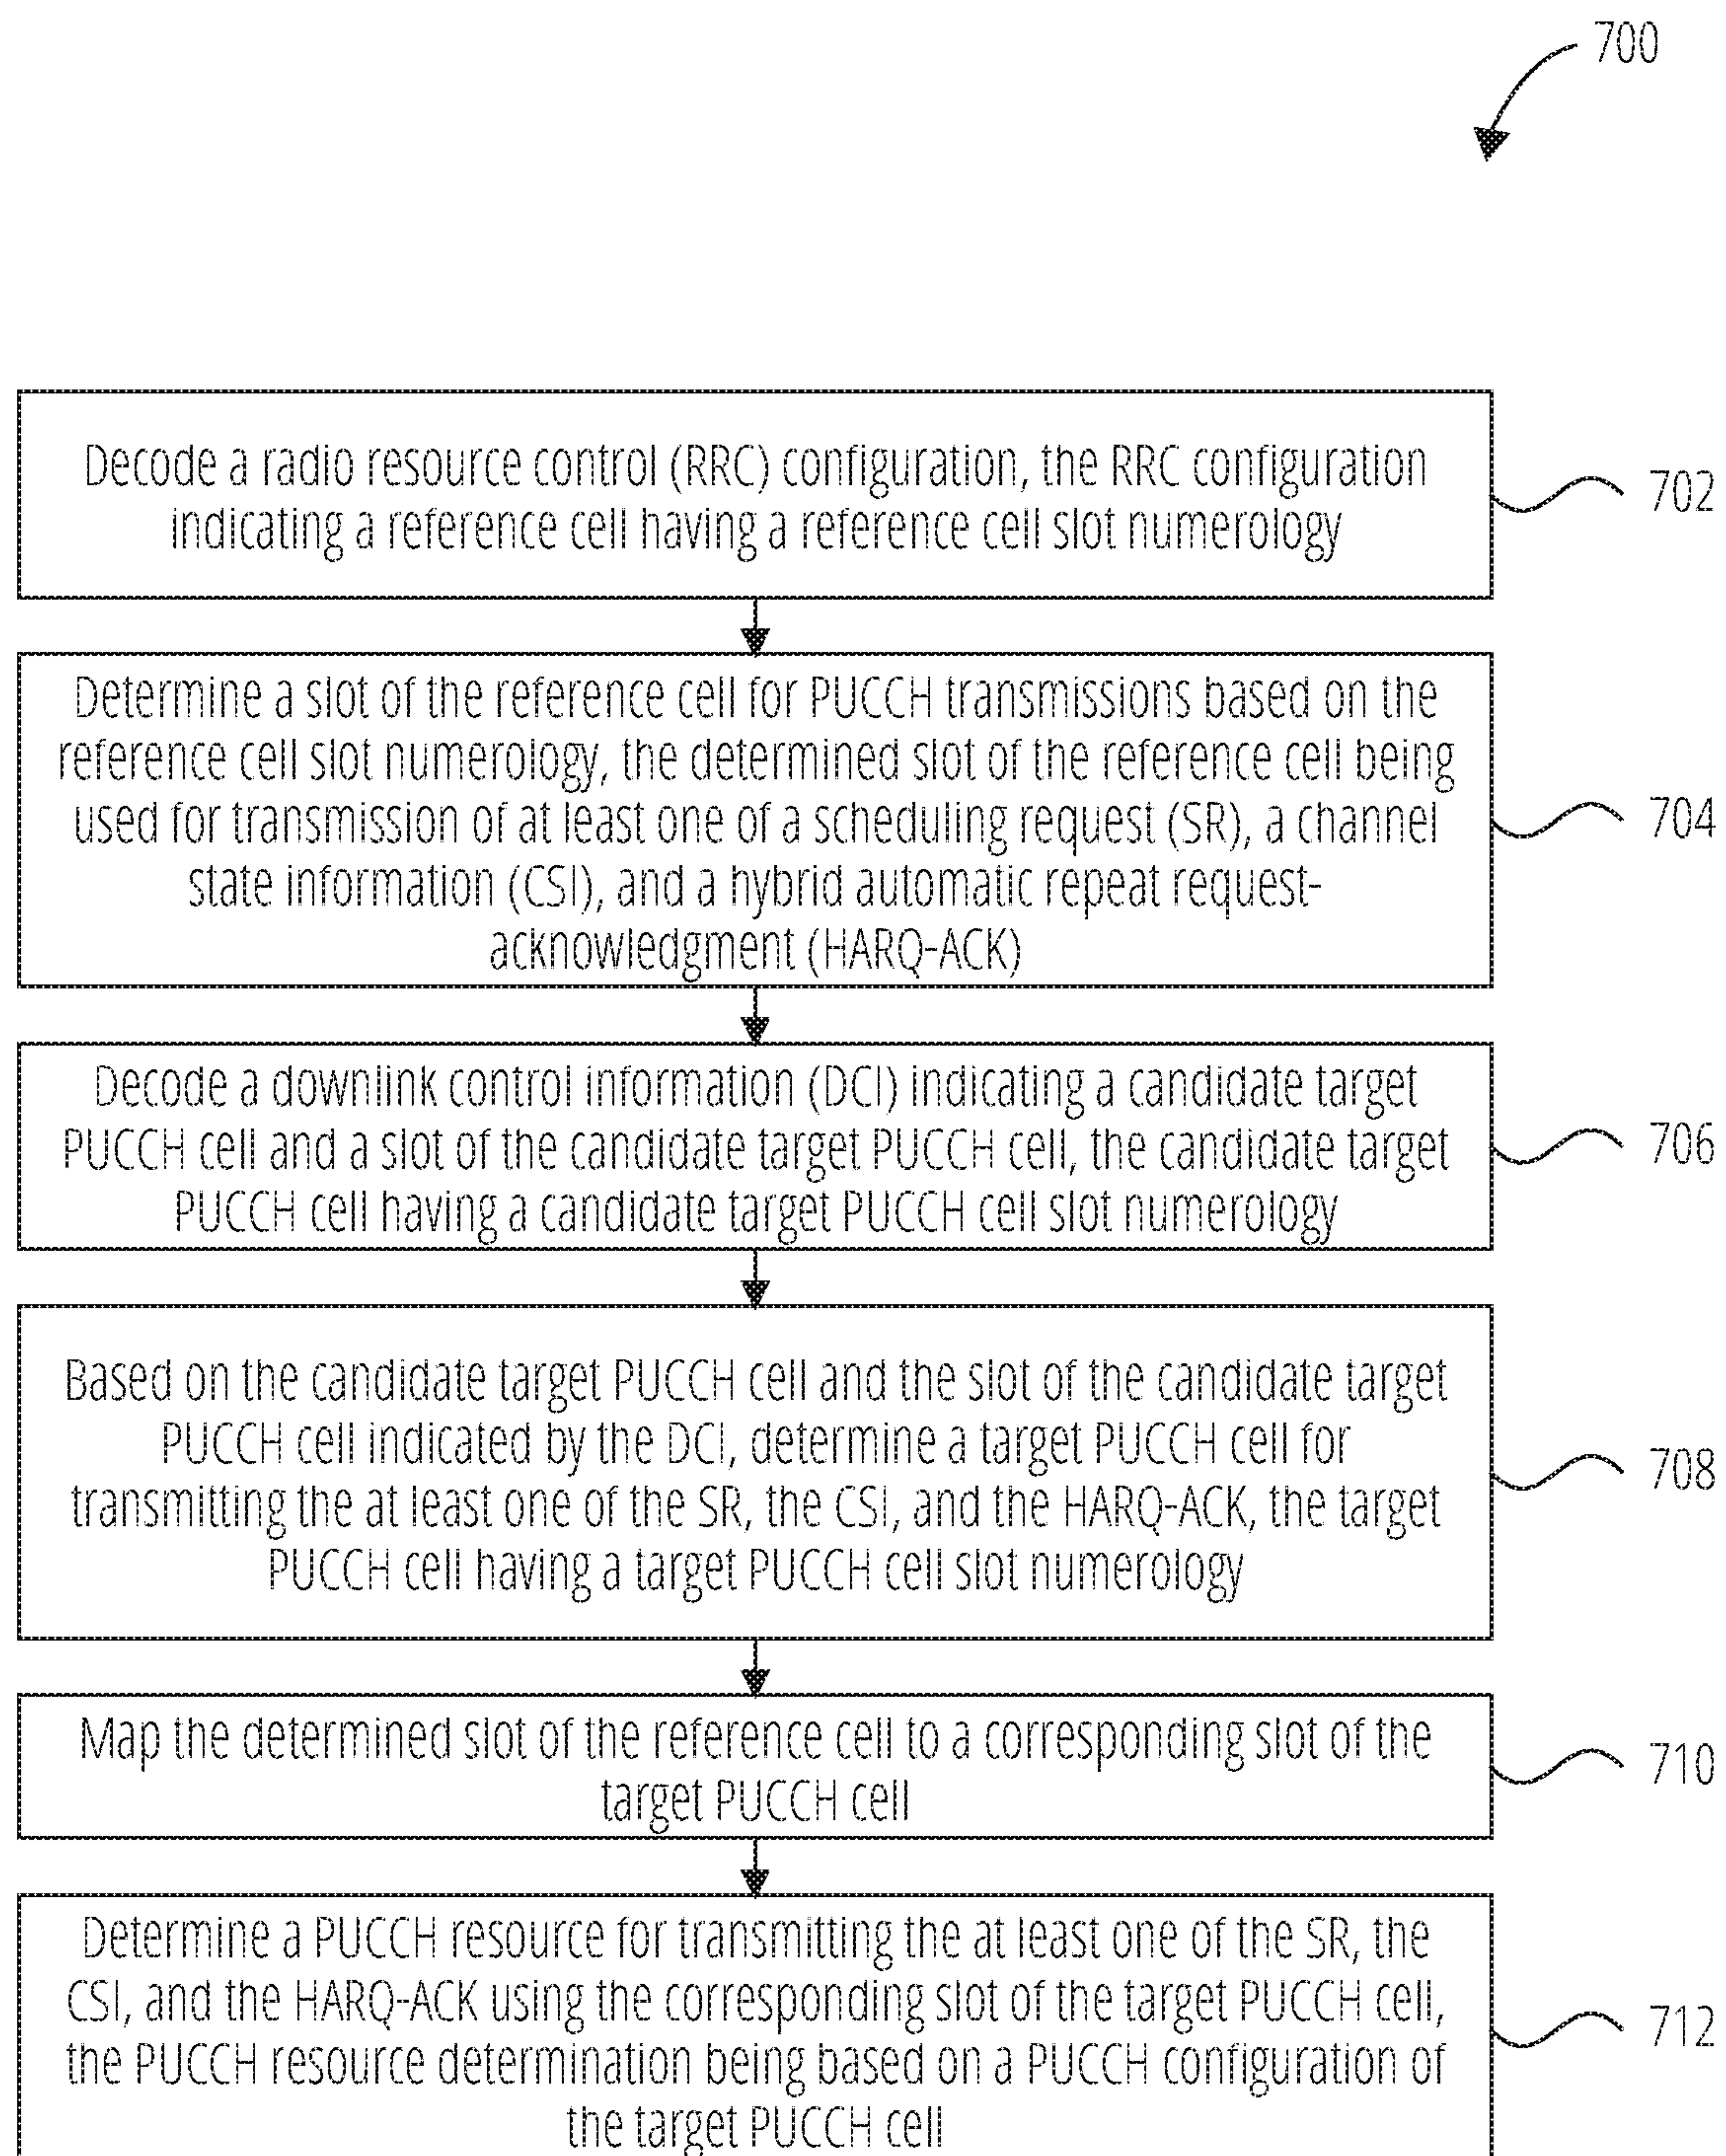 700
Decode a radio resource control (RRC) configuration, the RRC configuration
indicating a reference cell having a reference cell slot numerology
702
Determine a slot of the reference cell for PUCCH transmissions based on the
reference cell slot numerology, the determined slot of the reference cell being
used for transmission of at least one of a scheduling request (SR), a channel
state information (CSI), and a hybrid automatic repeat request-
acknowledgment (HARQ-ACK)
704
Decode a downlink control information (DCI) indicating a candidate target
PUCCH cell and a slot of the candidate target PUCCH cell, the candidate target
PUCCH cell having a candidate target PUCCH cell slot numerology
706
Based on the candidate target PUCCH cell and the slot of the candidate target
PUCCH cell indicated by the DCI, determine a target PUCCH cell for
transmitting the at least one of the SR, the CSI, and the HARQ-ACK, the target
PUCCH cell having a target PUCCH cell slot numerology
708
Map the determined slot of the reference cell to a corresponding slot of the
target PUCCH cell
710
Determine a PUCCH resource for transmitting the at least one of the SR, the
CSI, and the HARQ-ACK using the corresponding slot of the target PUCCH cell,
the PUCCH resource determination being based on a PUCCH configuration of
the target PUCCH cell
712